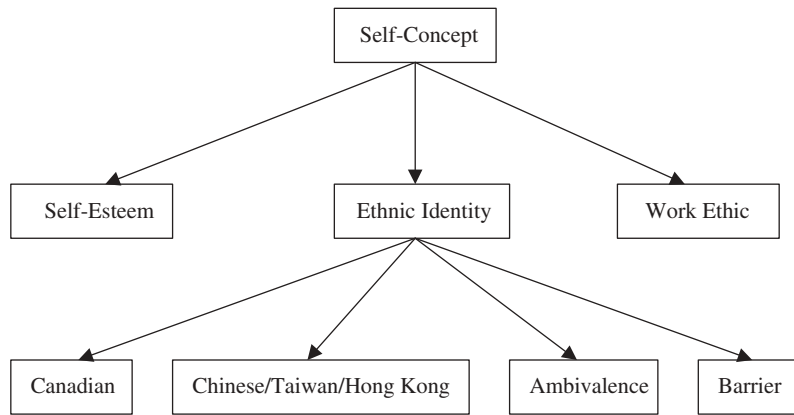 Self-Concept
Self-Esteem
Ethnic Identity
Work Ethic
Canadian
Chinese/Taiwan/Hong Kong
Ambivalence
Barrier